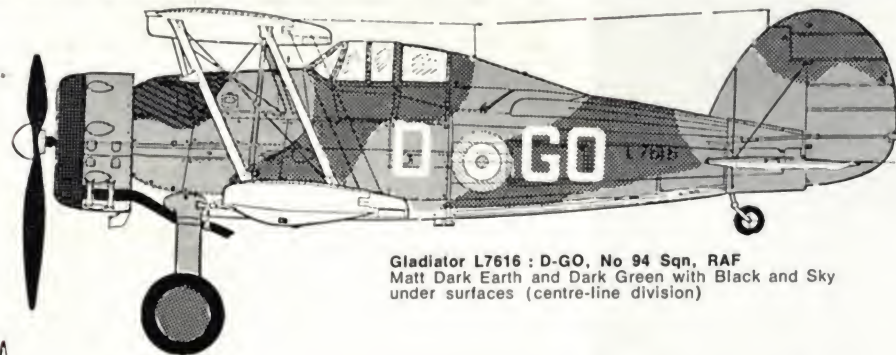 D GO L7616
Gladiator L7616 : D-GO, No 94 Sqn, RAF
Matt Dark Earth and Dark Green with Black and Sky
under surfaces (centre-line division)